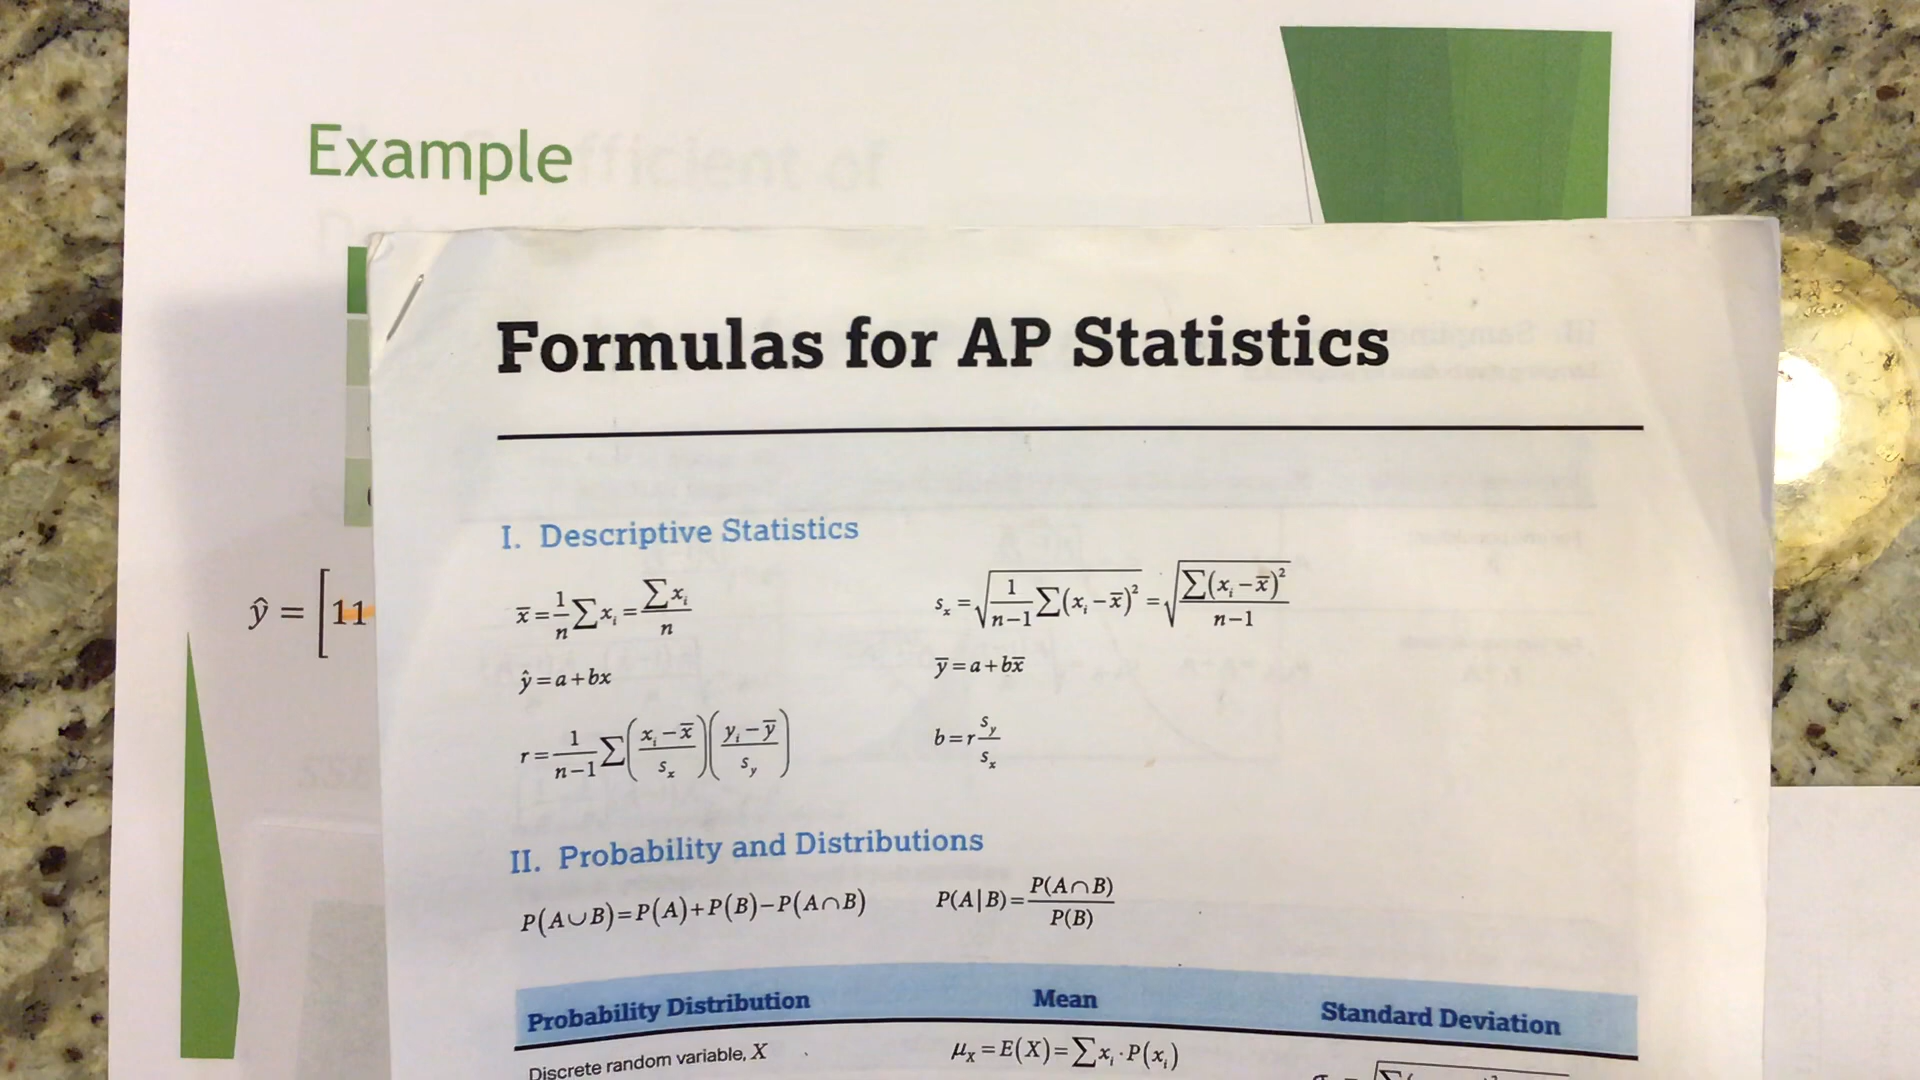 Example
Formulas for AP Statistics
I. Descriptive Statistics
x̄ = 1/n ∑xᵢ = ∑xᵢ/n
sₓ = √(1/(n−1) ∑(xᵢ−x̄)²) = √(∑(xᵢ−x̄)²/(n−1))
ŷ = [11
ŷ = a+bx
ȳ = a+bx̄
r = 1/(n−1) ∑((xᵢ−x̄)/sₓ)((yᵢ−ȳ)/s_y)
b = r s_y/sₓ
II. Probability and Distributions
P(A∪B)=P(A)+P(B)−P(A∩B)
P(A|B)=P(A∩B)/P(B)
Probability Distribution Mean Standard Deviation
Discrete random variable, X
μₓ = E(X)=∑xᵢ·P(xᵢ)